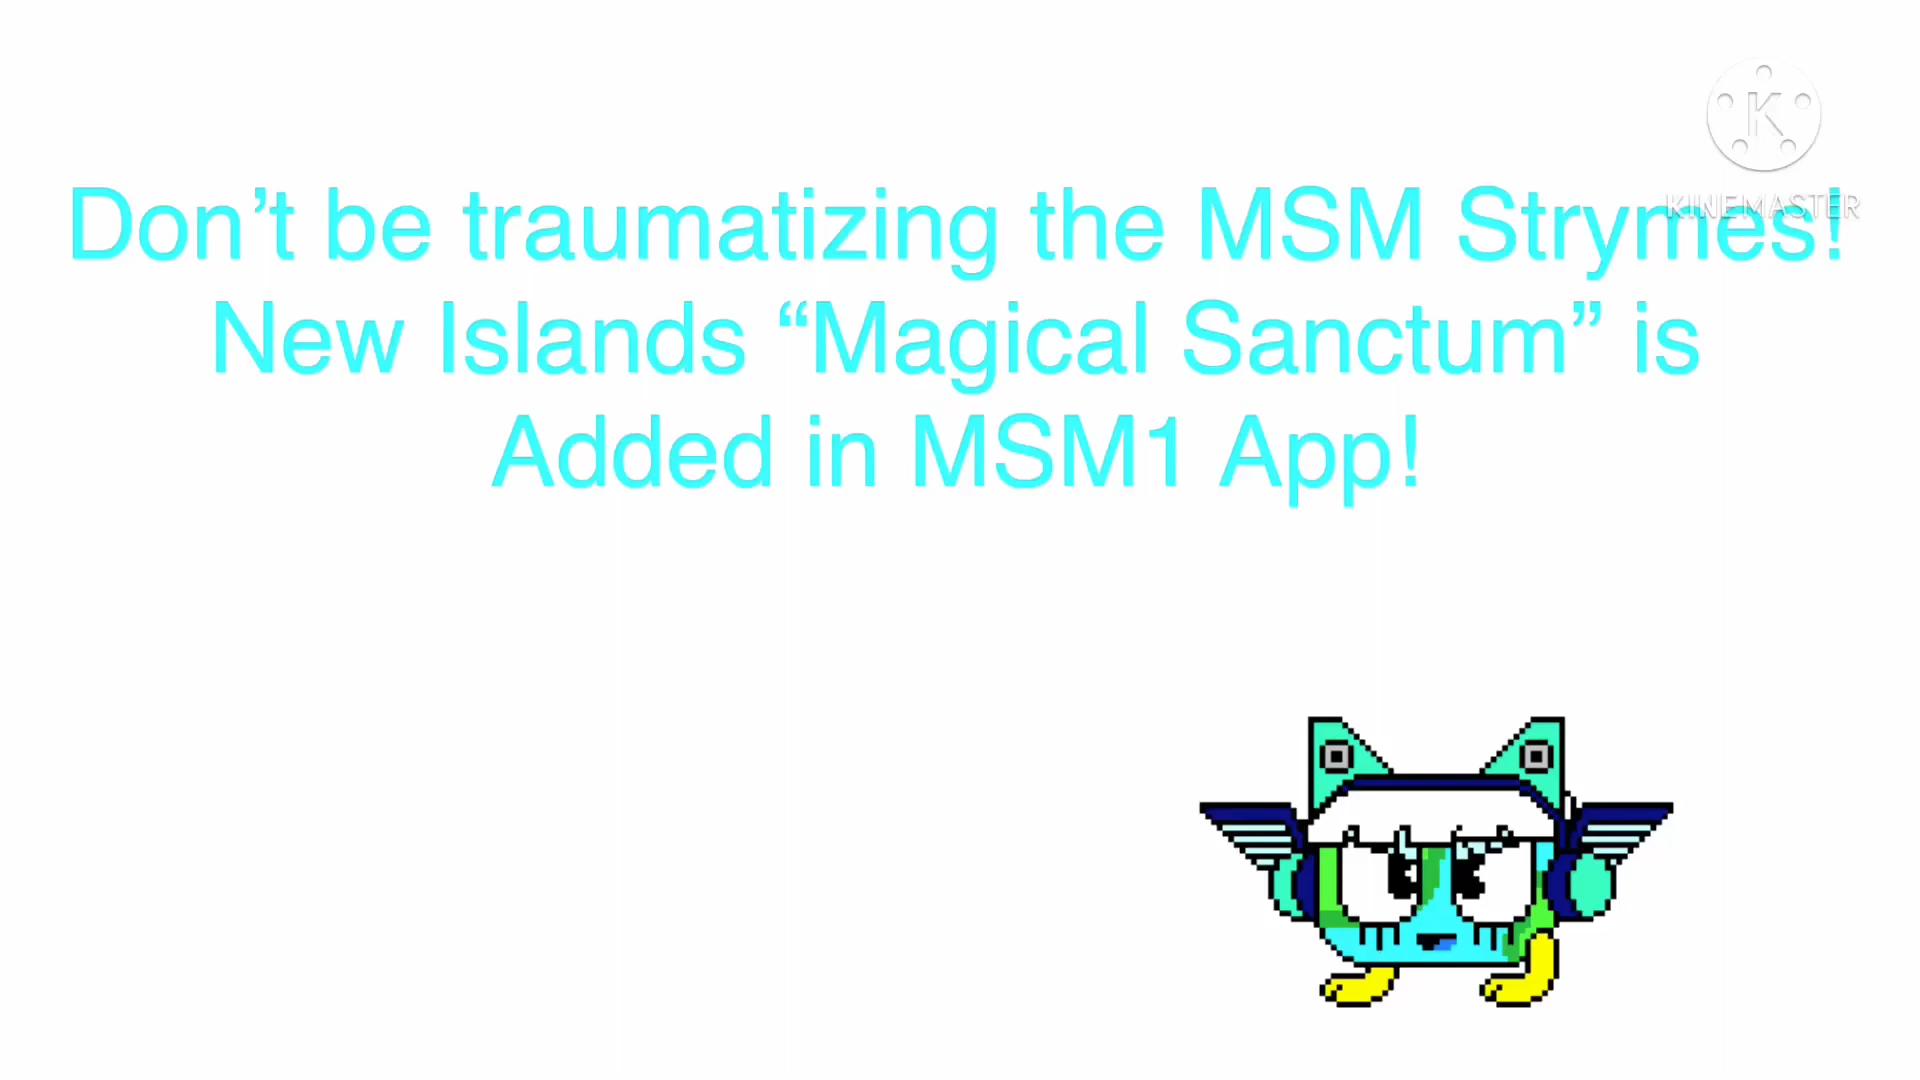 K
KINEMASTER
Don’t be traumatizing the MSM Strymes!
New Islands “Magical Sanctum” is
Added in MSM1 App!